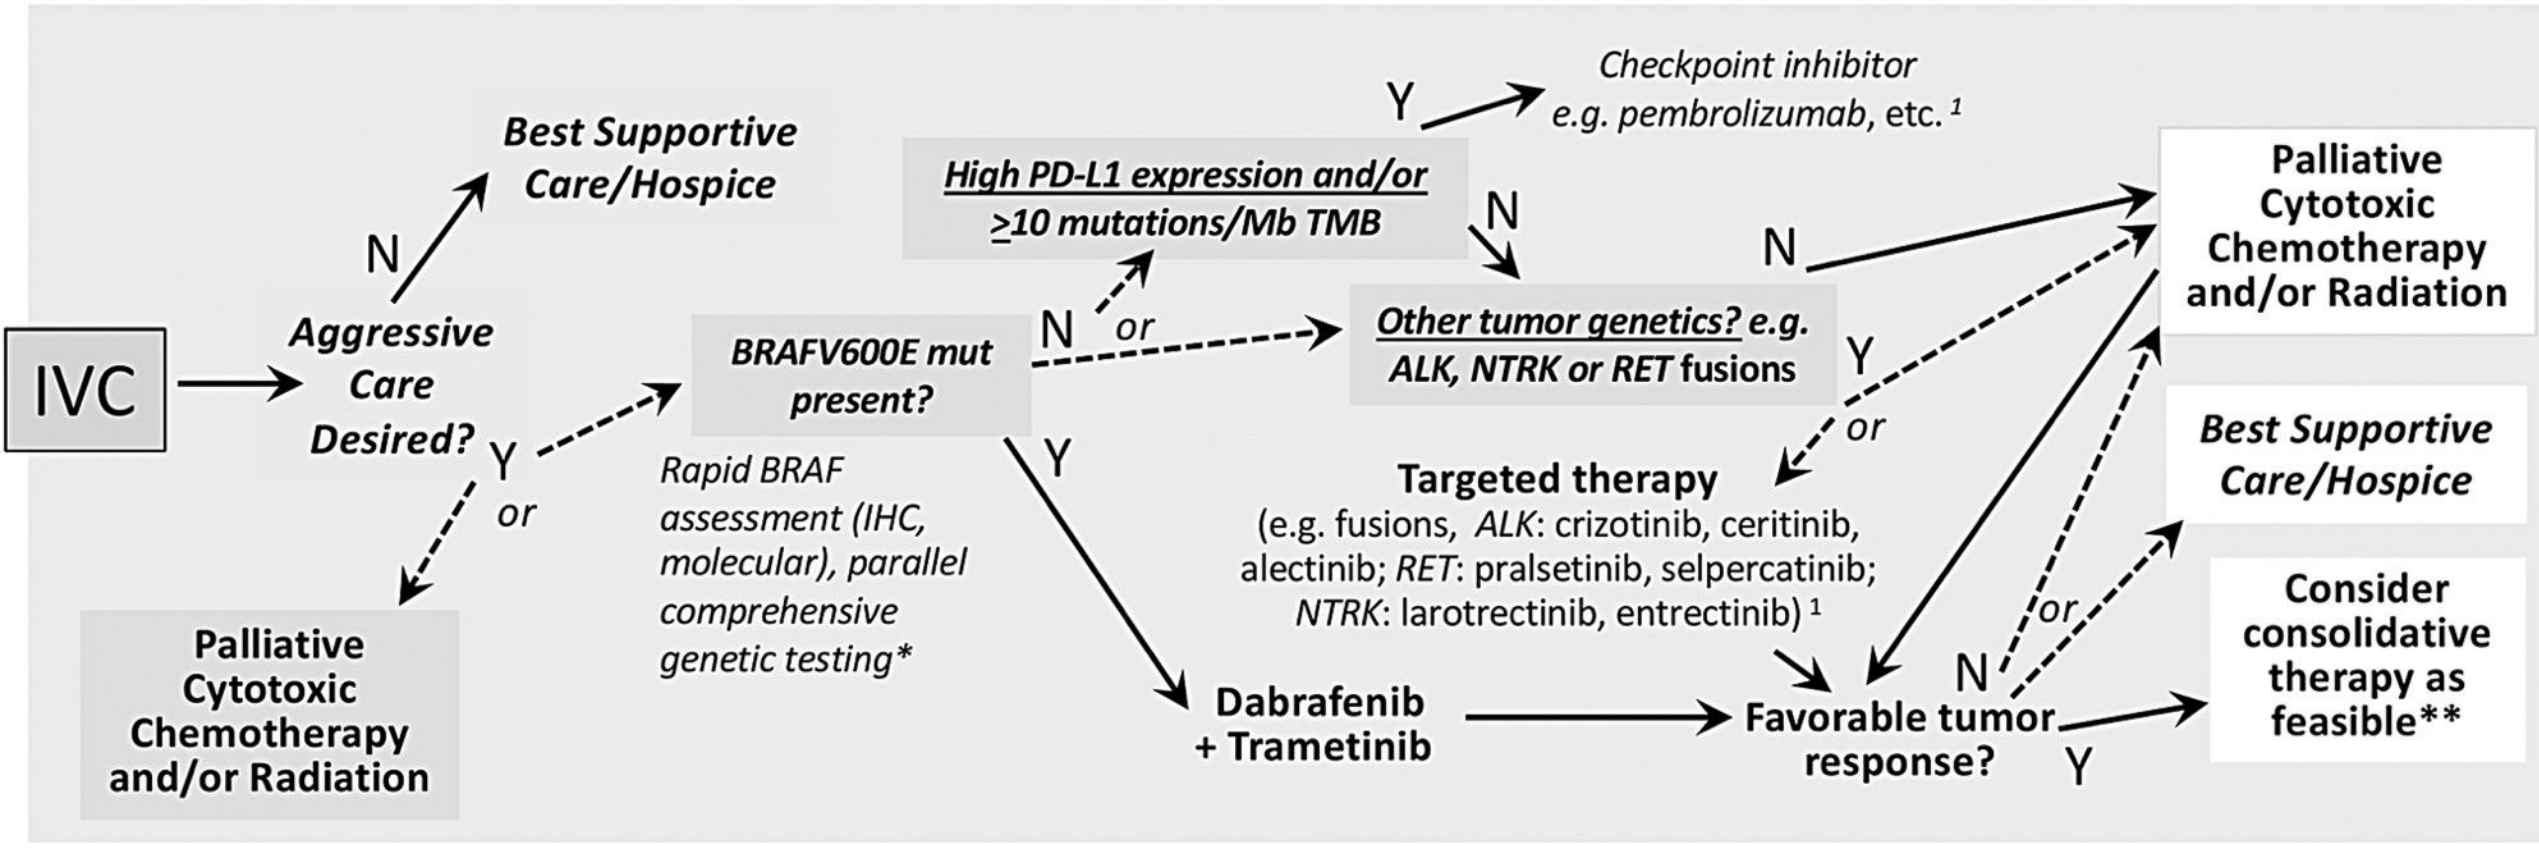 IVC
Aggressive
Care
Desired?
N
Best Supportive
Care/Hospice
Y
or
Palliative
Cytotoxic
Chemotherapy
and/or Radiation
BRAFV600E mut
present?
Rapid BRAF
assessment (IHC,
molecular), parallel
comprehensive
genetic testing*
N
or
High PD-L1 expression and/or
≥10 mutations/Mb TMB
Y
Checkpoint inhibitor
e.g. pembrolizumab, etc. 1
N
Other tumor genetics? e.g.
ALK, NTRK or RET fusions
N
Y
or
Targeted therapy
(e.g. fusions, ALK: crizotinib, ceritinib,
alectinib; RET: pralsetinib, selpercatinib;
NTRK: larotrectinib, entrectinib) 1
Y
Dabrafenib
+ Trametinib
Favorable tumor
response?
N
or
Y
Palliative
Cytotoxic
Chemotherapy
and/or Radiation
Best Supportive
Care/Hospice
Consider
consolidative
therapy as
feasible**